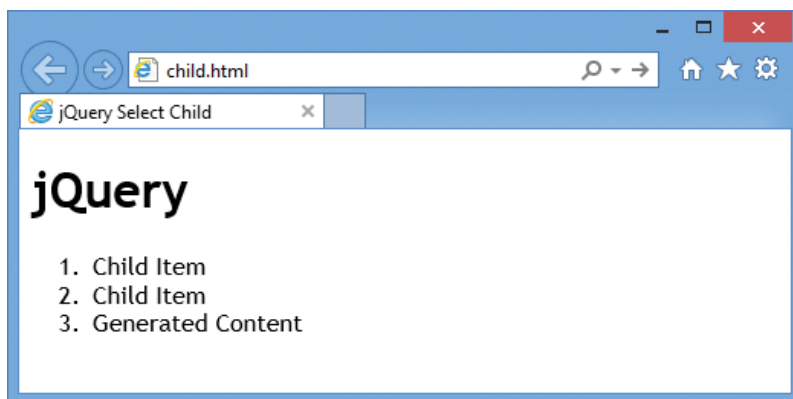 child.html
jQuery Select Child
jQuery
1. Child Item
2. Child Item
3. Generated Content